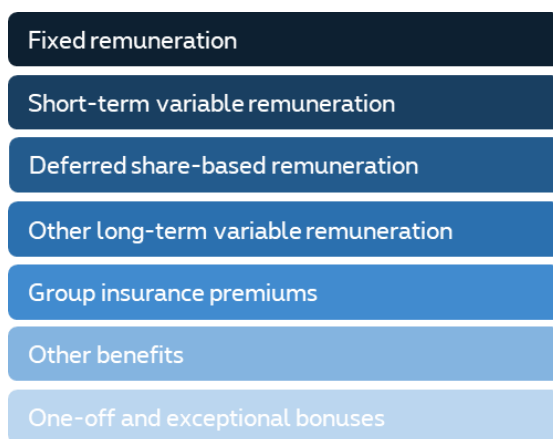 Fixed remuneration
Short-term variable remuneration
Deferred share-based remuneration
Other long-term variable remuneration
Group insurance premiums
Other benefits
One-off and exceptional bonuses